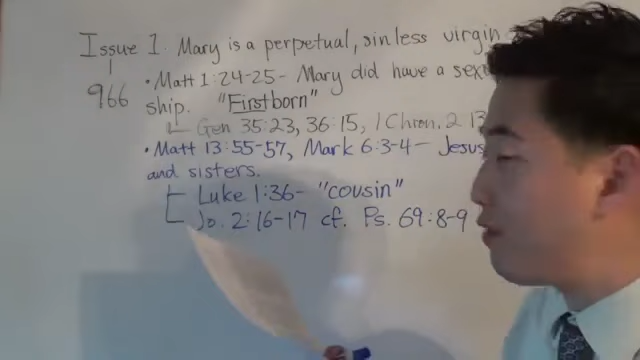 Issue 1. Mary is a perpetual, sinless virgin
966
• Matt 1:24-25- Mary did have a
ship. "Firstborn"
Gen 35:23, 36:15, 1 Chron. 2:13
• Matt 13:55-57, Mark 6:3-4- Jesus
and sisters.
Luke 1:36- "cousin"
Jo. 2:16-17 cf. Ps. 69:8-9